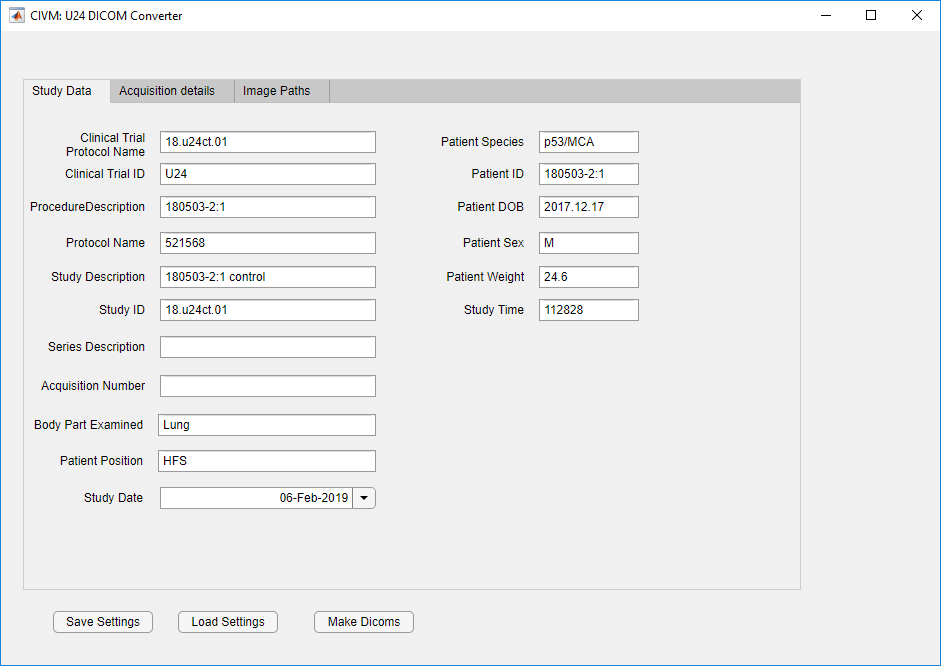 CIVM: U24 DICOM Converter
Study Data Acquisition details Image Paths
Clinical Trial
Protocol Name 18.u24ct.01
Clinical Trial ID U24
ProcedureDescription 180503-2:1
Protocol Name 521568
Study Description 180503-2:1 control
Study ID 18.u24ct.01
Series Description
Acquisition Number
Body Part Examined Lung
Patient Position HFS
Study Date 06-Feb-2019
Patient Species p53/MCA
Patient ID 180503-2:1
Patient DOB 2017.12.17
Patient Sex M
Patient Weight 24.6
Study Time 112828
Save Settings Load Settings Make Dicoms